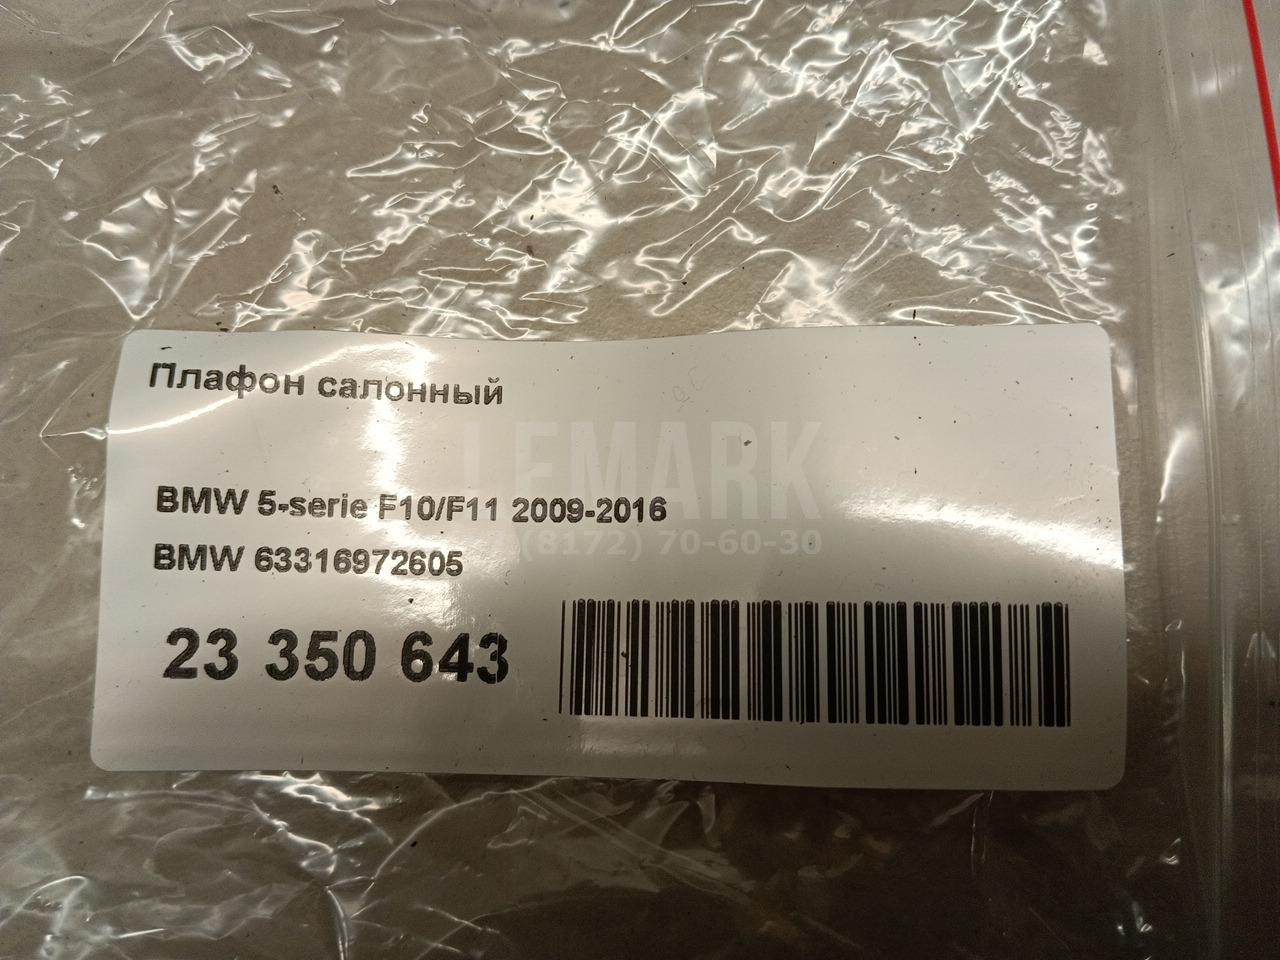 Плафон салонный
LEMARK
(8172) 70-60-30
BMW 5-serie F10/F11 2009-2016
BMW 63316972605
23 350 643